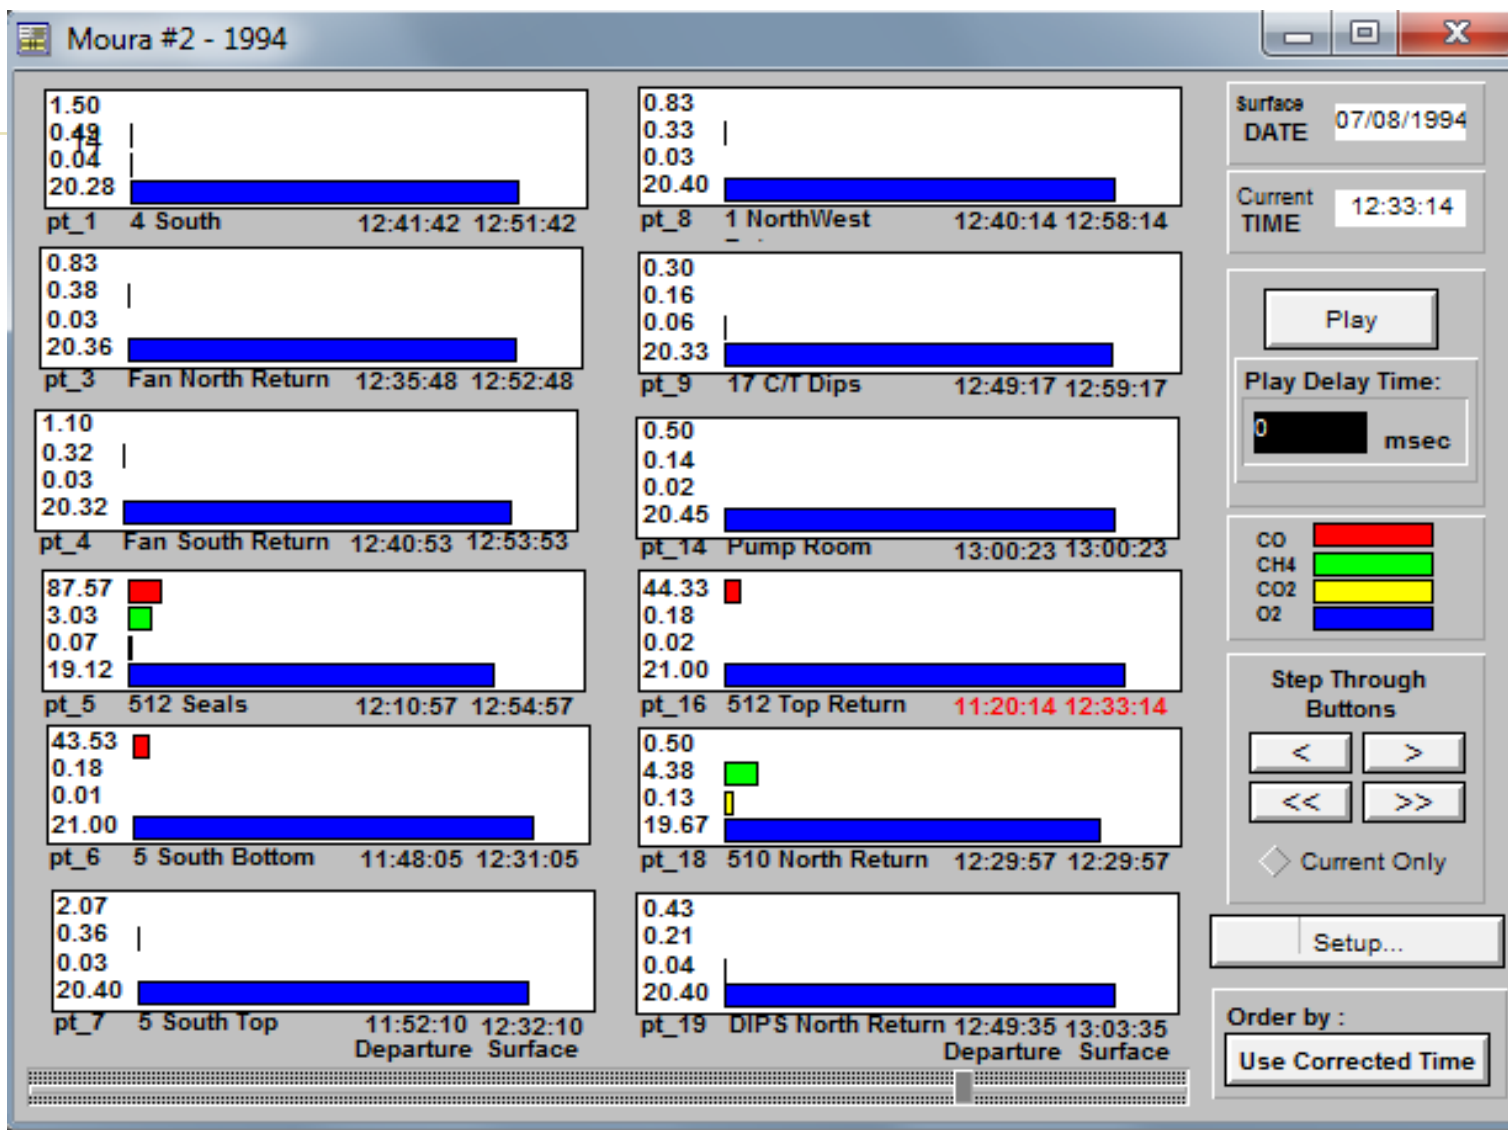 Moura #2 - 1994
1.50
0.49
14
0.04
20.28
pt_1 4 South 12:41:42 12:51:42
0.83
0.38
0.03
20.36
pt_3 Fan North Return 12:35:48 12:52:48
1.10
0.32
0.03
20.32
pt_4 Fan South Return 12:40:53 12:53:53
87.57
3.03
0.07
19.12
pt_5 512 Seals 12:10:57 12:54:57
43.53
0.18
0.01
21.00
pt_6 5 South Bottom 11:48:05 12:31:05
2.07
0.36
0.03
20.40
pt_7 5 South Top 11:52:10 12:32:10
Departure Surface
0.83
0.33
0.03
20.40
pt_8 1 NorthWest 12:40:14 12:58:14
0.30
0.16
0.06
20.33
pt_9 17 C/T Dips 12:49:17 12:59:17
0.50
0.14
0.02
20.45
pt_14 Pump Room 13:00:23 13:00:23
44.33
0.18
0.02
21.00
pt_16 512 Top Return 11:20:14 12:33:14
0.50
4.38
0.13
19.67
pt_18 510 North Return 12:29:57 12:29:57
0.43
0.21
0.04
20.40
pt_19 DIPS North Return 12:49:35 13:03:35
Departure Surface
Surface
DATE 07/08/1994
Current
TIME 12:33:14
Play
Play Delay Time:
0 msec
CO
CH4
CO2
O2
Step Through
Buttons
< >
<< >>
Current Only
Setup...
Order by :
Use Corrected Time